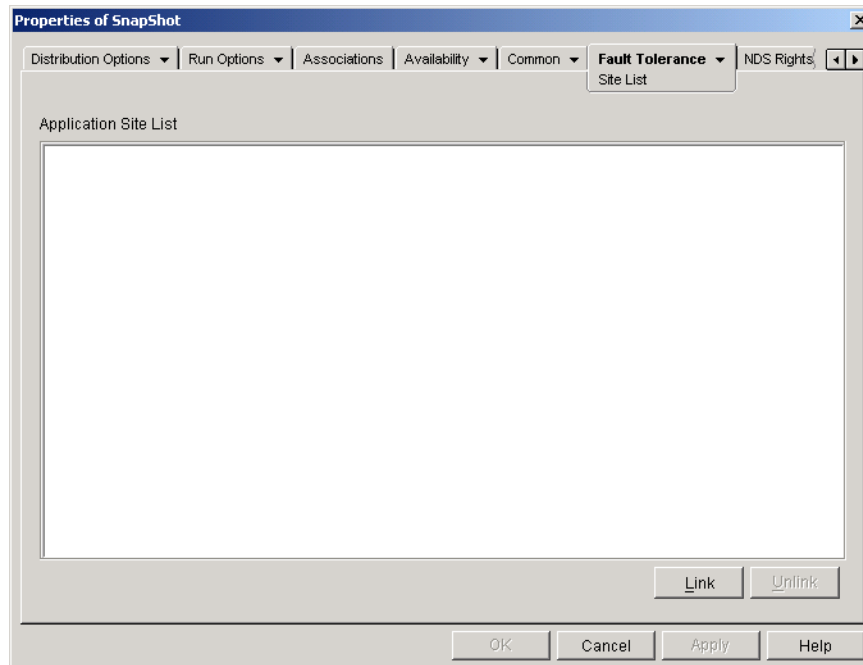 Properties of SnapShot
Distribution Options Run Options Associations Availability Common Fault Tolerance NDS Rights
Site List
Application Site List
Link Unlink
OK Cancel Apply Help